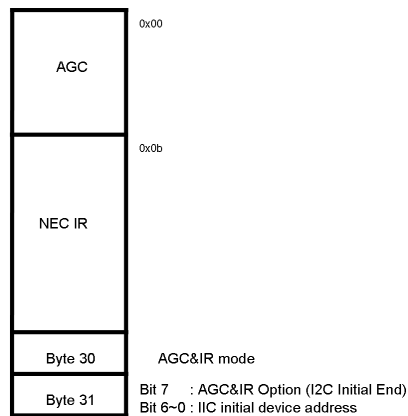 0x00
AGC
0x0b
NEC IR
Byte 30 AGC&IR mode
Byte 31 Bit 7 : AGC&IR Option (I2C Initial End)
Bit 6~0 : IIC initial device address